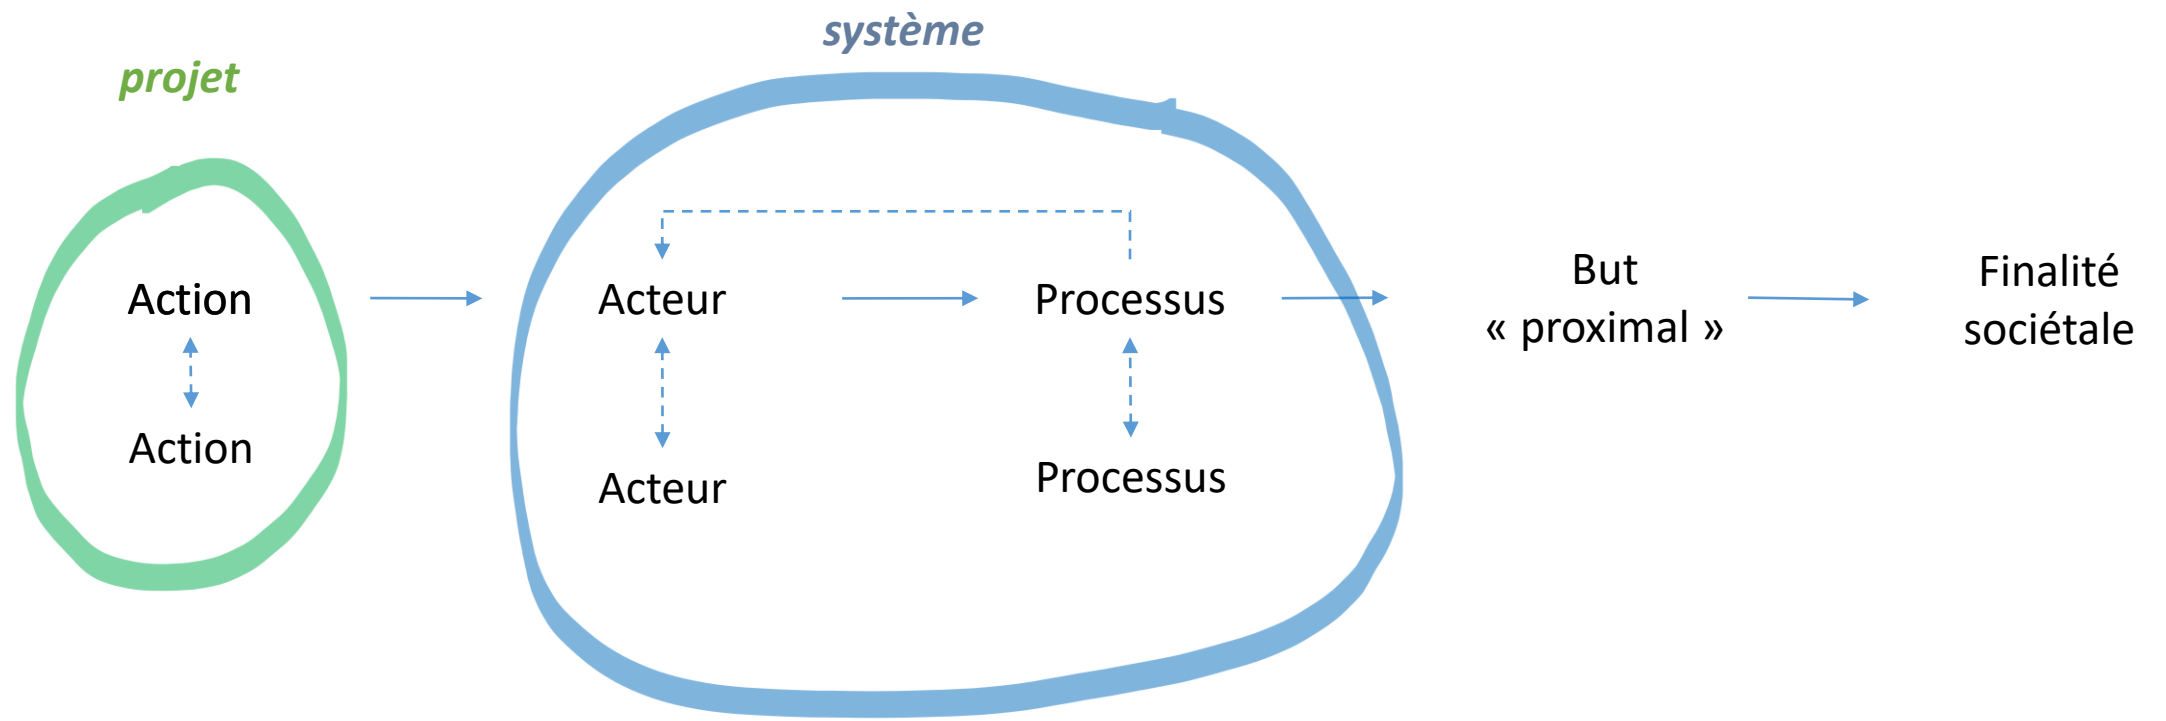 système
projet
Action
Acteur
Processus
But
« proximal »
Finalité
sociétale
Action
Acteur
Processus